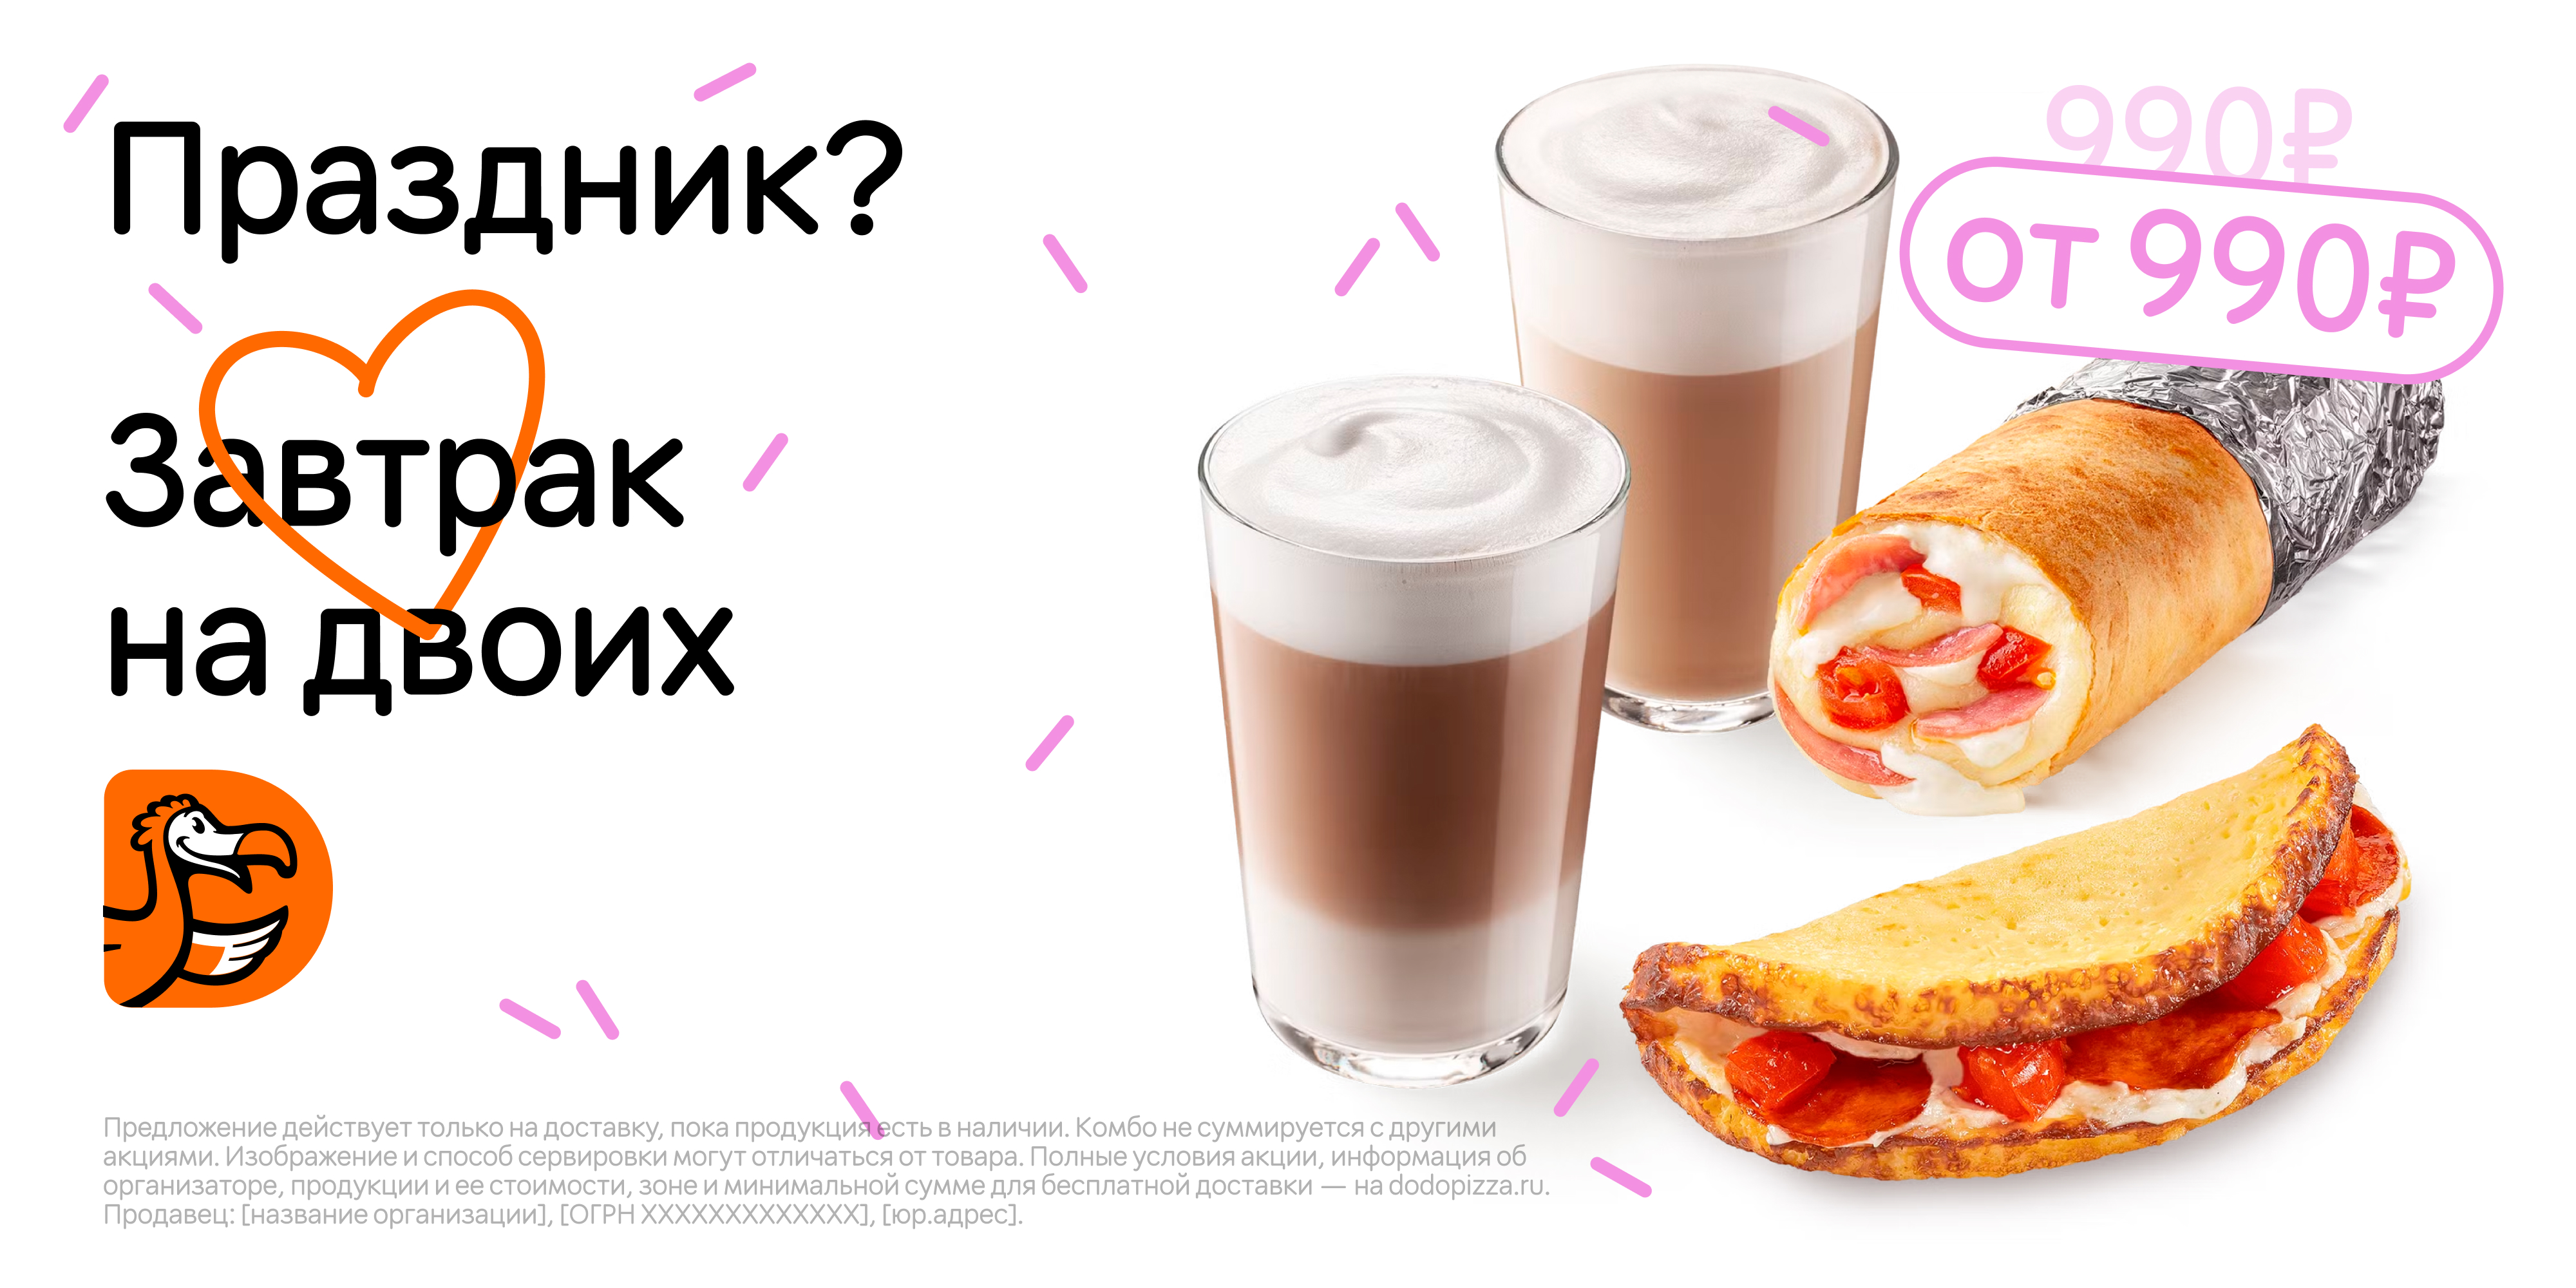 Праздник?
Завтрак
на двоих
990₽
от 990₽
Предложение действует только на доставку, пока продукция есть в наличии. Комбо не суммируется с другими
акциями. Изображение и способ сервировки могут отличаться от товара. Полные условия акции, информация об
организаторе, продукции и ее стоимости, зоне и минимальной сумме для бесплатной доставки — на dodopizza.ru.
Продавец: [название организации], [ОГРН XXXXXXXXXXXXX], [юр.адрес].